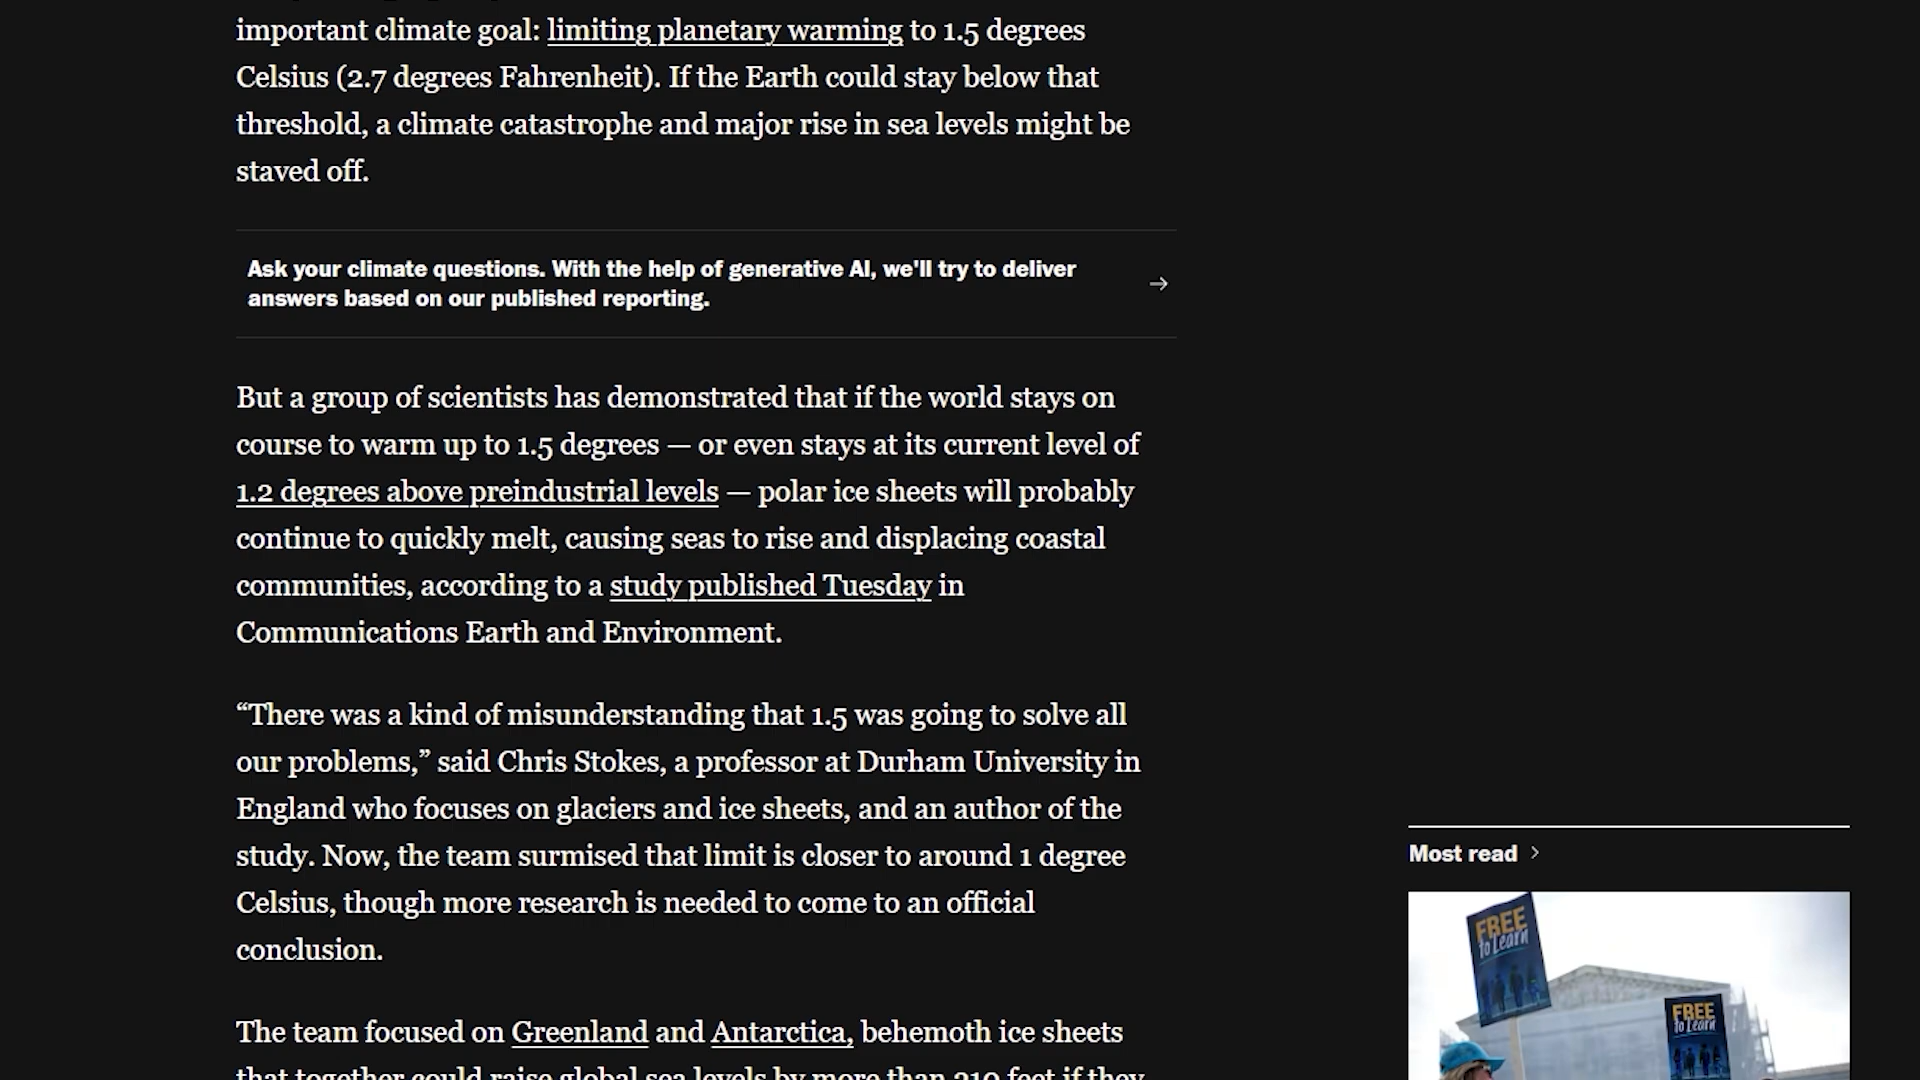 important climate goal: limiting planetary warming to 1.5 degrees
Celsius (2.7 degrees Fahrenheit). If the Earth could stay below that
threshold, a climate catastrophe and major rise in sea levels might be
staved off.
Ask your climate questions. With the help of generative AI, we'll try to deliver
answers based on our published reporting.
But a group of scientists has demonstrated that if the world stays on
course to warm up to 1.5 degrees — or even stays at its current level of
1.2 degrees above preindustrial levels — polar ice sheets will probably
continue to quickly melt, causing seas to rise and displacing coastal
communities, according to a study published Tuesday in
Communications Earth and Environment.
“There was a kind of misunderstanding that 1.5 was going to solve all
our problems,” said Chris Stokes, a professor at Durham University in
England who focuses on glaciers and ice sheets, and an author of the
study. Now, the team surmised that limit is closer to around 1 degree
Celsius, though more research is needed to come to an official
conclusion.
The team focused on Greenland and Antarctica, behemoth ice sheets
that together could raise global sea levels by more than 210 feet if they
Most read
FREE
to Learn
FREE
to Learn